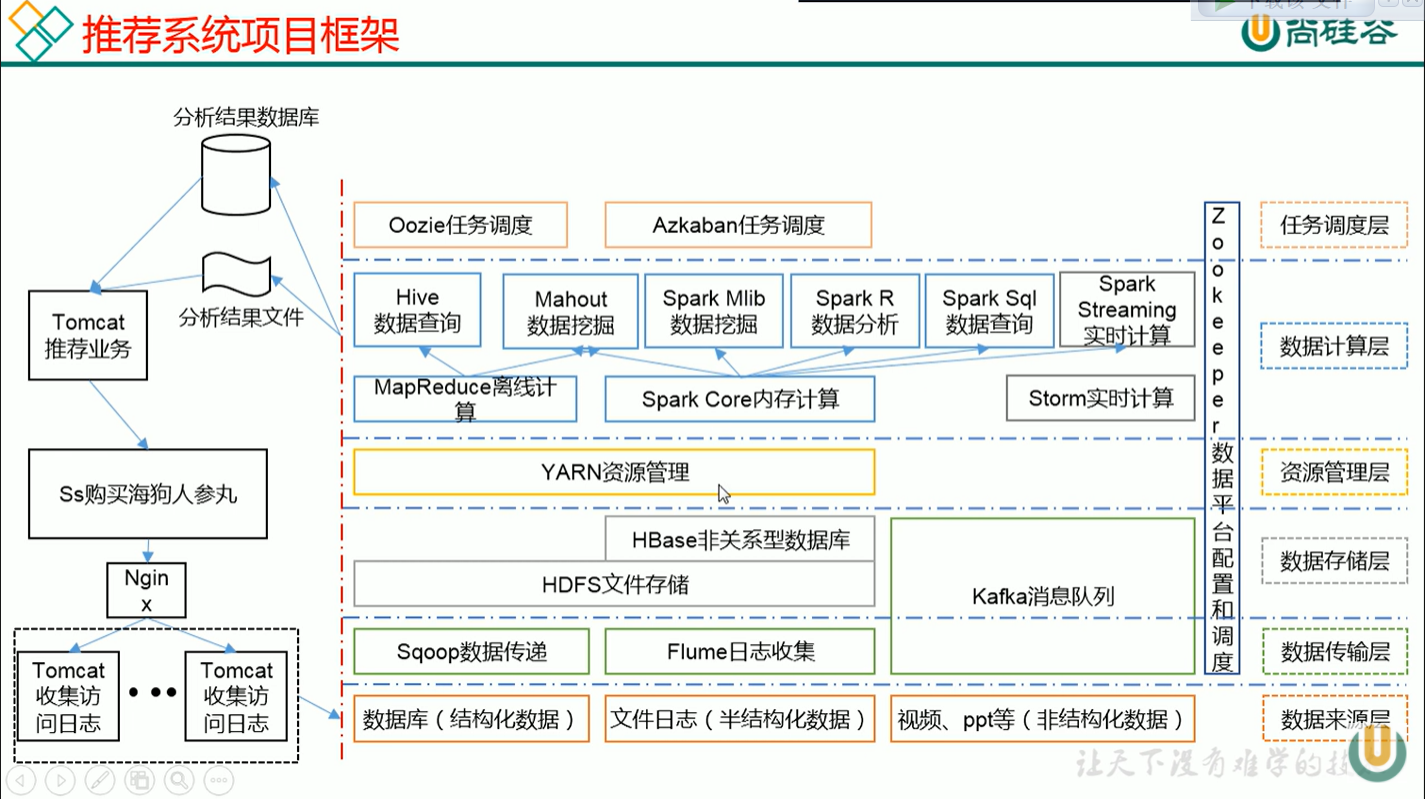 推荐系统项目框架
尚硅谷
分析结果数据库
分析结果文件
Tomcat
推荐业务
Ss购买海狗人参丸
Ngin
x
Tomcat
收集访
问日志
Tomcat
收集访
问日志
Oozie任务调度
Azkaban任务调度
任务调度层
Hive
数据查询
Mahout
数据挖掘
Spark Mlib
数据挖掘
Spark R
数据分析
Spark Sql
数据查询
Spark
Streaming
实时计算
MapReduce离线计
算
Spark Core内存计算
Storm实时计算
数据计算层
YARN资源管理
资源管理层
HBase非关系型数据库
HDFS文件存储
Kafka消息队列
数据存储层
Sqoop数据传递
Flume日志收集
数据传输层
数据库（结构化数据）
文件日志（半结构化数据）
视频、ppt等（非结构化数据）
数据来源层
Zookeeper数据平台配置和调度
让天下没有难学的技